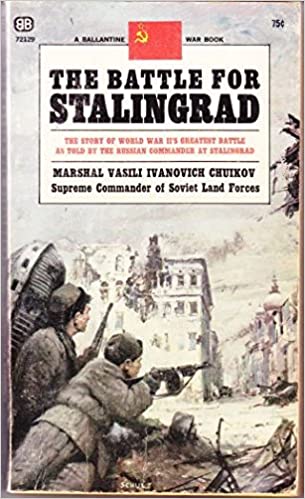 BB
72129
A BALLANTINE WAR BOOK
75¢
THE BATTLE FOR
STALINGRAD
THE STORY OF WORLD WAR II'S GREATEST BATTLE
AS TOLD BY THE RUSSIAN COMMANDER AT STALINGRAD
MARSHAL VASILI IVANOVICH CHUIKOV
Supreme Commander of Soviet Land Forces